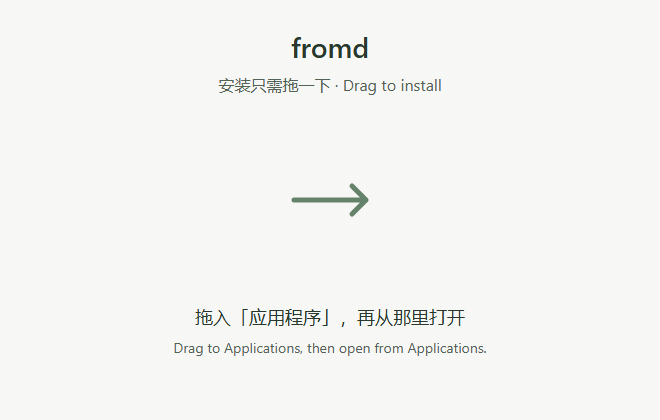 fromd
安装只需拖一下 · Drag to install
拖入「应用程序」，再从那里打开
Drag to Applications, then open from Applications.